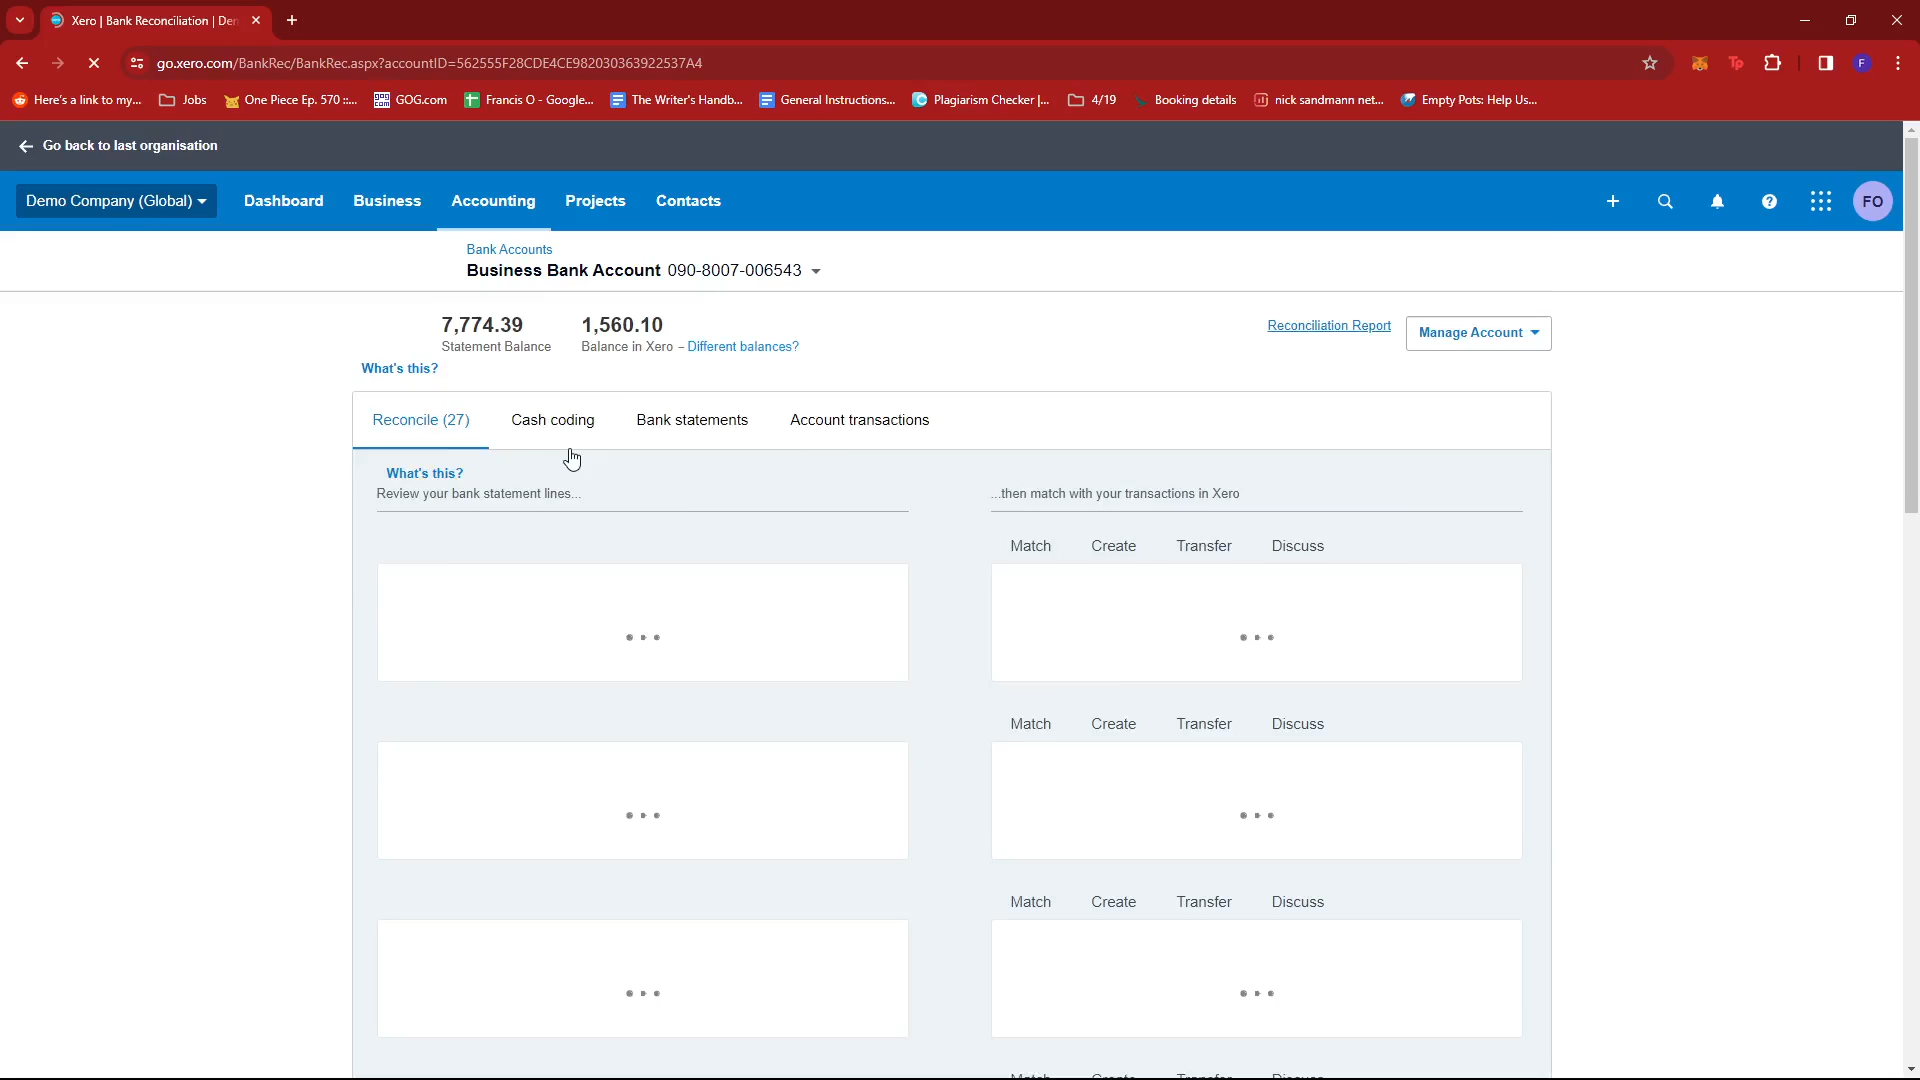 Xero | Bank Reconciliation | Den
go.xero.com/BankRec/BankRec.aspx?accountID=562555F28CDE4CE982030363922537A4
Tp
F
Here's a link to my...
Jobs
One Piece Ep. 570 ::...
GOG.com
Francis O - Google...
The Writer's Handb...
General Instructions...
Plagiarism Checker |...
4/19
Booking details
nick sandmann net...
Empty Pots: Help Us...
Go back to last organisation
Demo Company (Global)
Dashboard
Business
Accounting
Projects
Contacts
FO
Bank Accounts
Business Bank Account 090-8007-006543
7,774.39
Statement Balance
1,560.10
Balance in Xero – Different balances?
Reconciliation Report
Manage Account
What's this?
Reconcile (27)
Cash coding
Bank statements
Account transactions
What's this?
Review your bank statement lines...
...then match with your transactions in Xero
Match Create Transfer Discuss
Match Create Transfer Discuss
Match Create Transfer Discuss